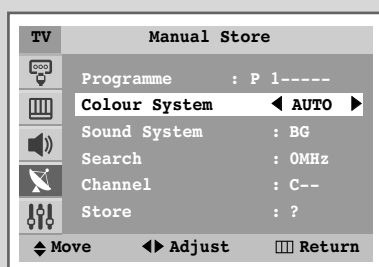 TV Manual Store
Programme : P 1-----
Colour System ◀ AUTO ▶
Sound System : BG
Search : 0MHz
Channel : C--
Store : ?
Move Adjust Return